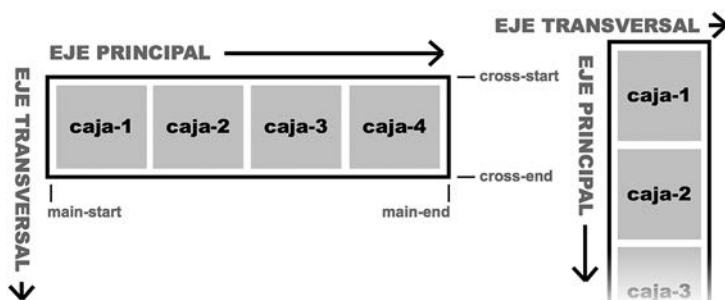 EJE PRINCIPAL
EJE TRANSVERSAL
caja-1 caja-2 caja-3 caja-4
cross-start
cross-end
main-start
main-end
EJE TRANSVERSAL
EJE PRINCIPAL
caja-1
caja-2
caja-3